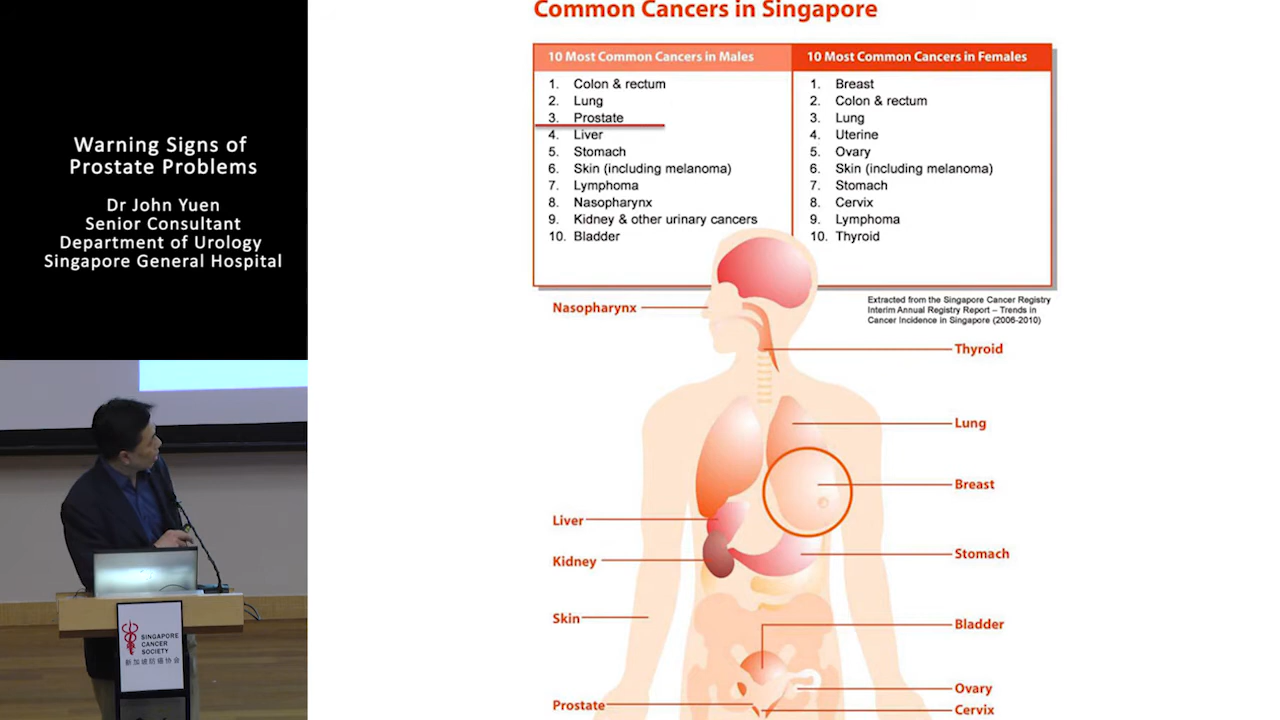 Warning Signs of
Prostate Problems
Dr John Yuen
Senior Consultant
Department of Urology
Singapore General Hospital
SINGAPORE
CANCER
SOCIETY
新加坡防癌协会
Common Cancers in Singapore
10 Most Common Cancers in Males
1. Colon & rectum
2. Lung
3. Prostate
4. Liver
5. Stomach
6. Skin (including melanoma)
7. Lymphoma
8. Nasopharynx
9. Kidney & other urinary cancers
10. Bladder
10 Most Common Cancers in Females
1. Breast
2. Colon & rectum
3. Lung
4. Uterine
5. Ovary
6. Skin (including melanoma)
7. Stomach
8. Cervix
9. Lymphoma
10. Thyroid
Extracted from the Singapore Cancer Registry
Interim Annual Registry Report – Trends in
Cancer Incidence in Singapore (2006-2010)
Nasopharynx
Thyroid
Lung
Breast
Liver
Stomach
Kidney
Skin
Bladder
Ovary
Prostate
Cervix